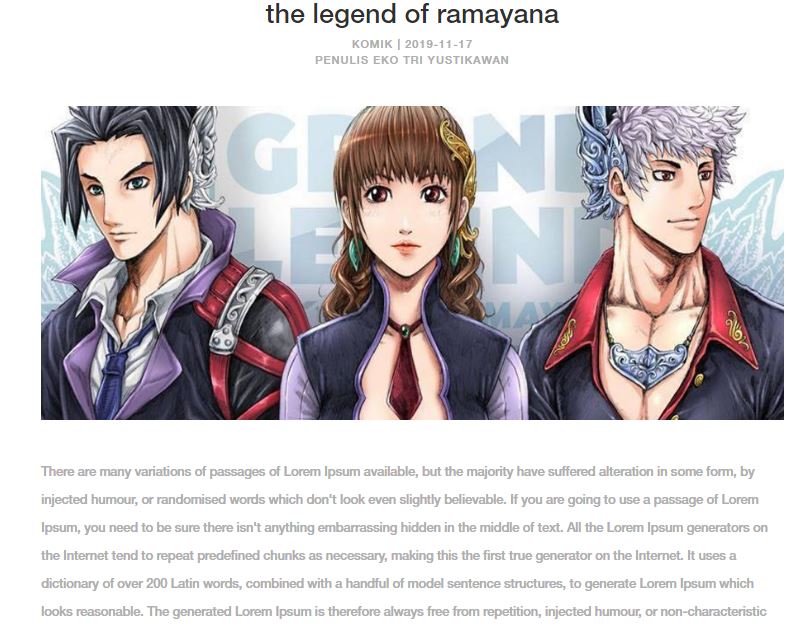 the legend of ramayana
KOMIK | 2019-11-17
PENULIS EKO TRI YUSTIKAWAN
GRAND
LEGEND
RAMAYA
There are many variations of passages of Lorem Ipsum available, but the majority have suffered alteration in some form, by
injected humour, or randomised words which don't look even slightly believable. If you are going to use a passage of Lorem
Ipsum, you need to be sure there isn't anything embarrassing hidden in the middle of text. All the Lorem Ipsum generators on
the Internet tend to repeat predefined chunks as necessary, making this the first true generator on the Internet. It uses a
dictionary of over 200 Latin words, combined with a handful of model sentence structures, to generate Lorem Ipsum which
looks reasonable. The generated Lorem Ipsum is therefore always free from repetition, injected humour, or non-characteristic